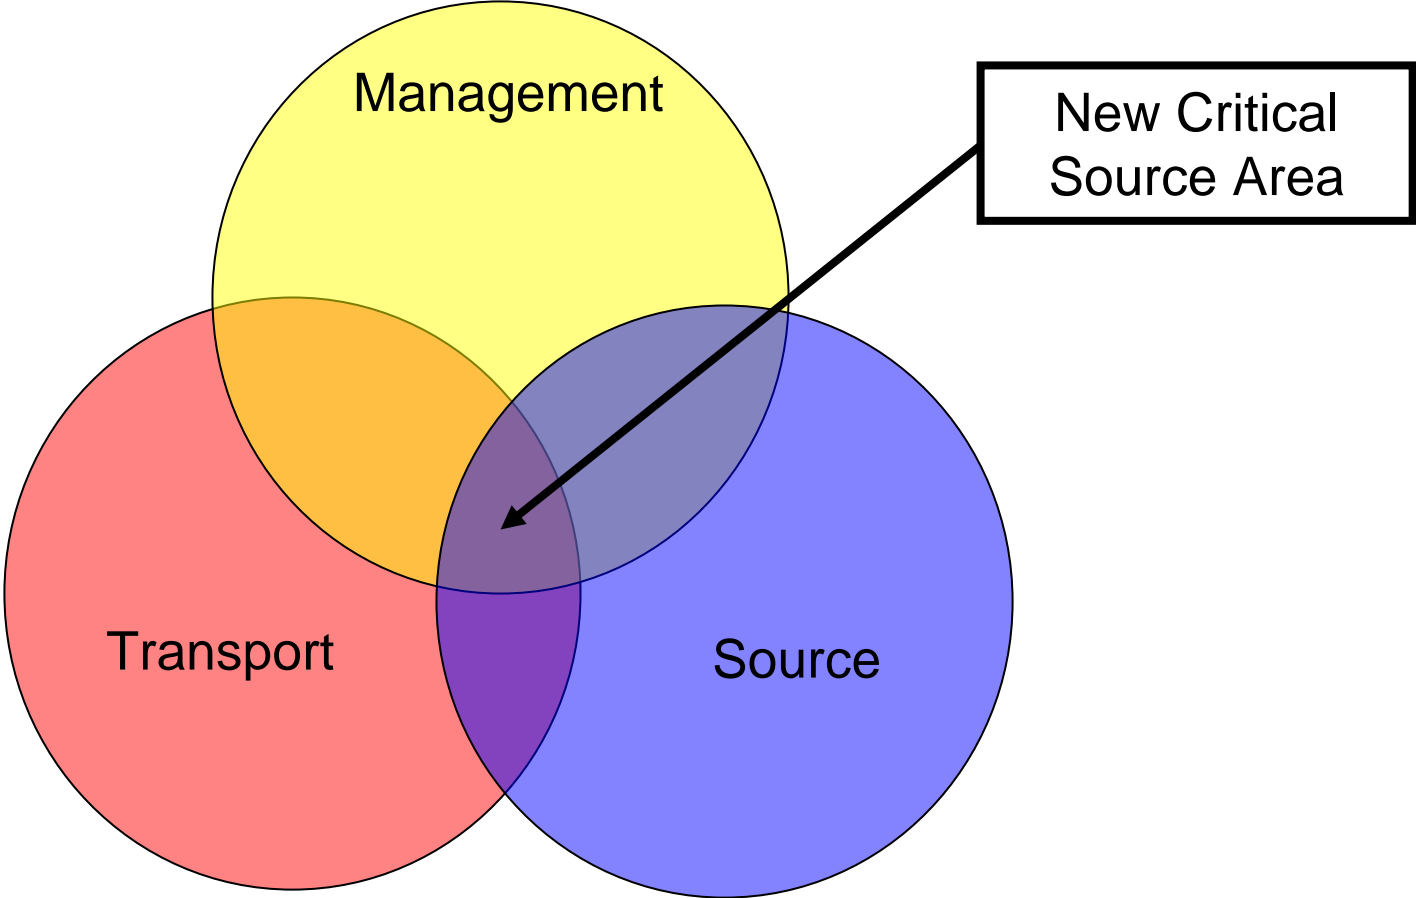 Management
New Critical
Source Area
Transport
Source